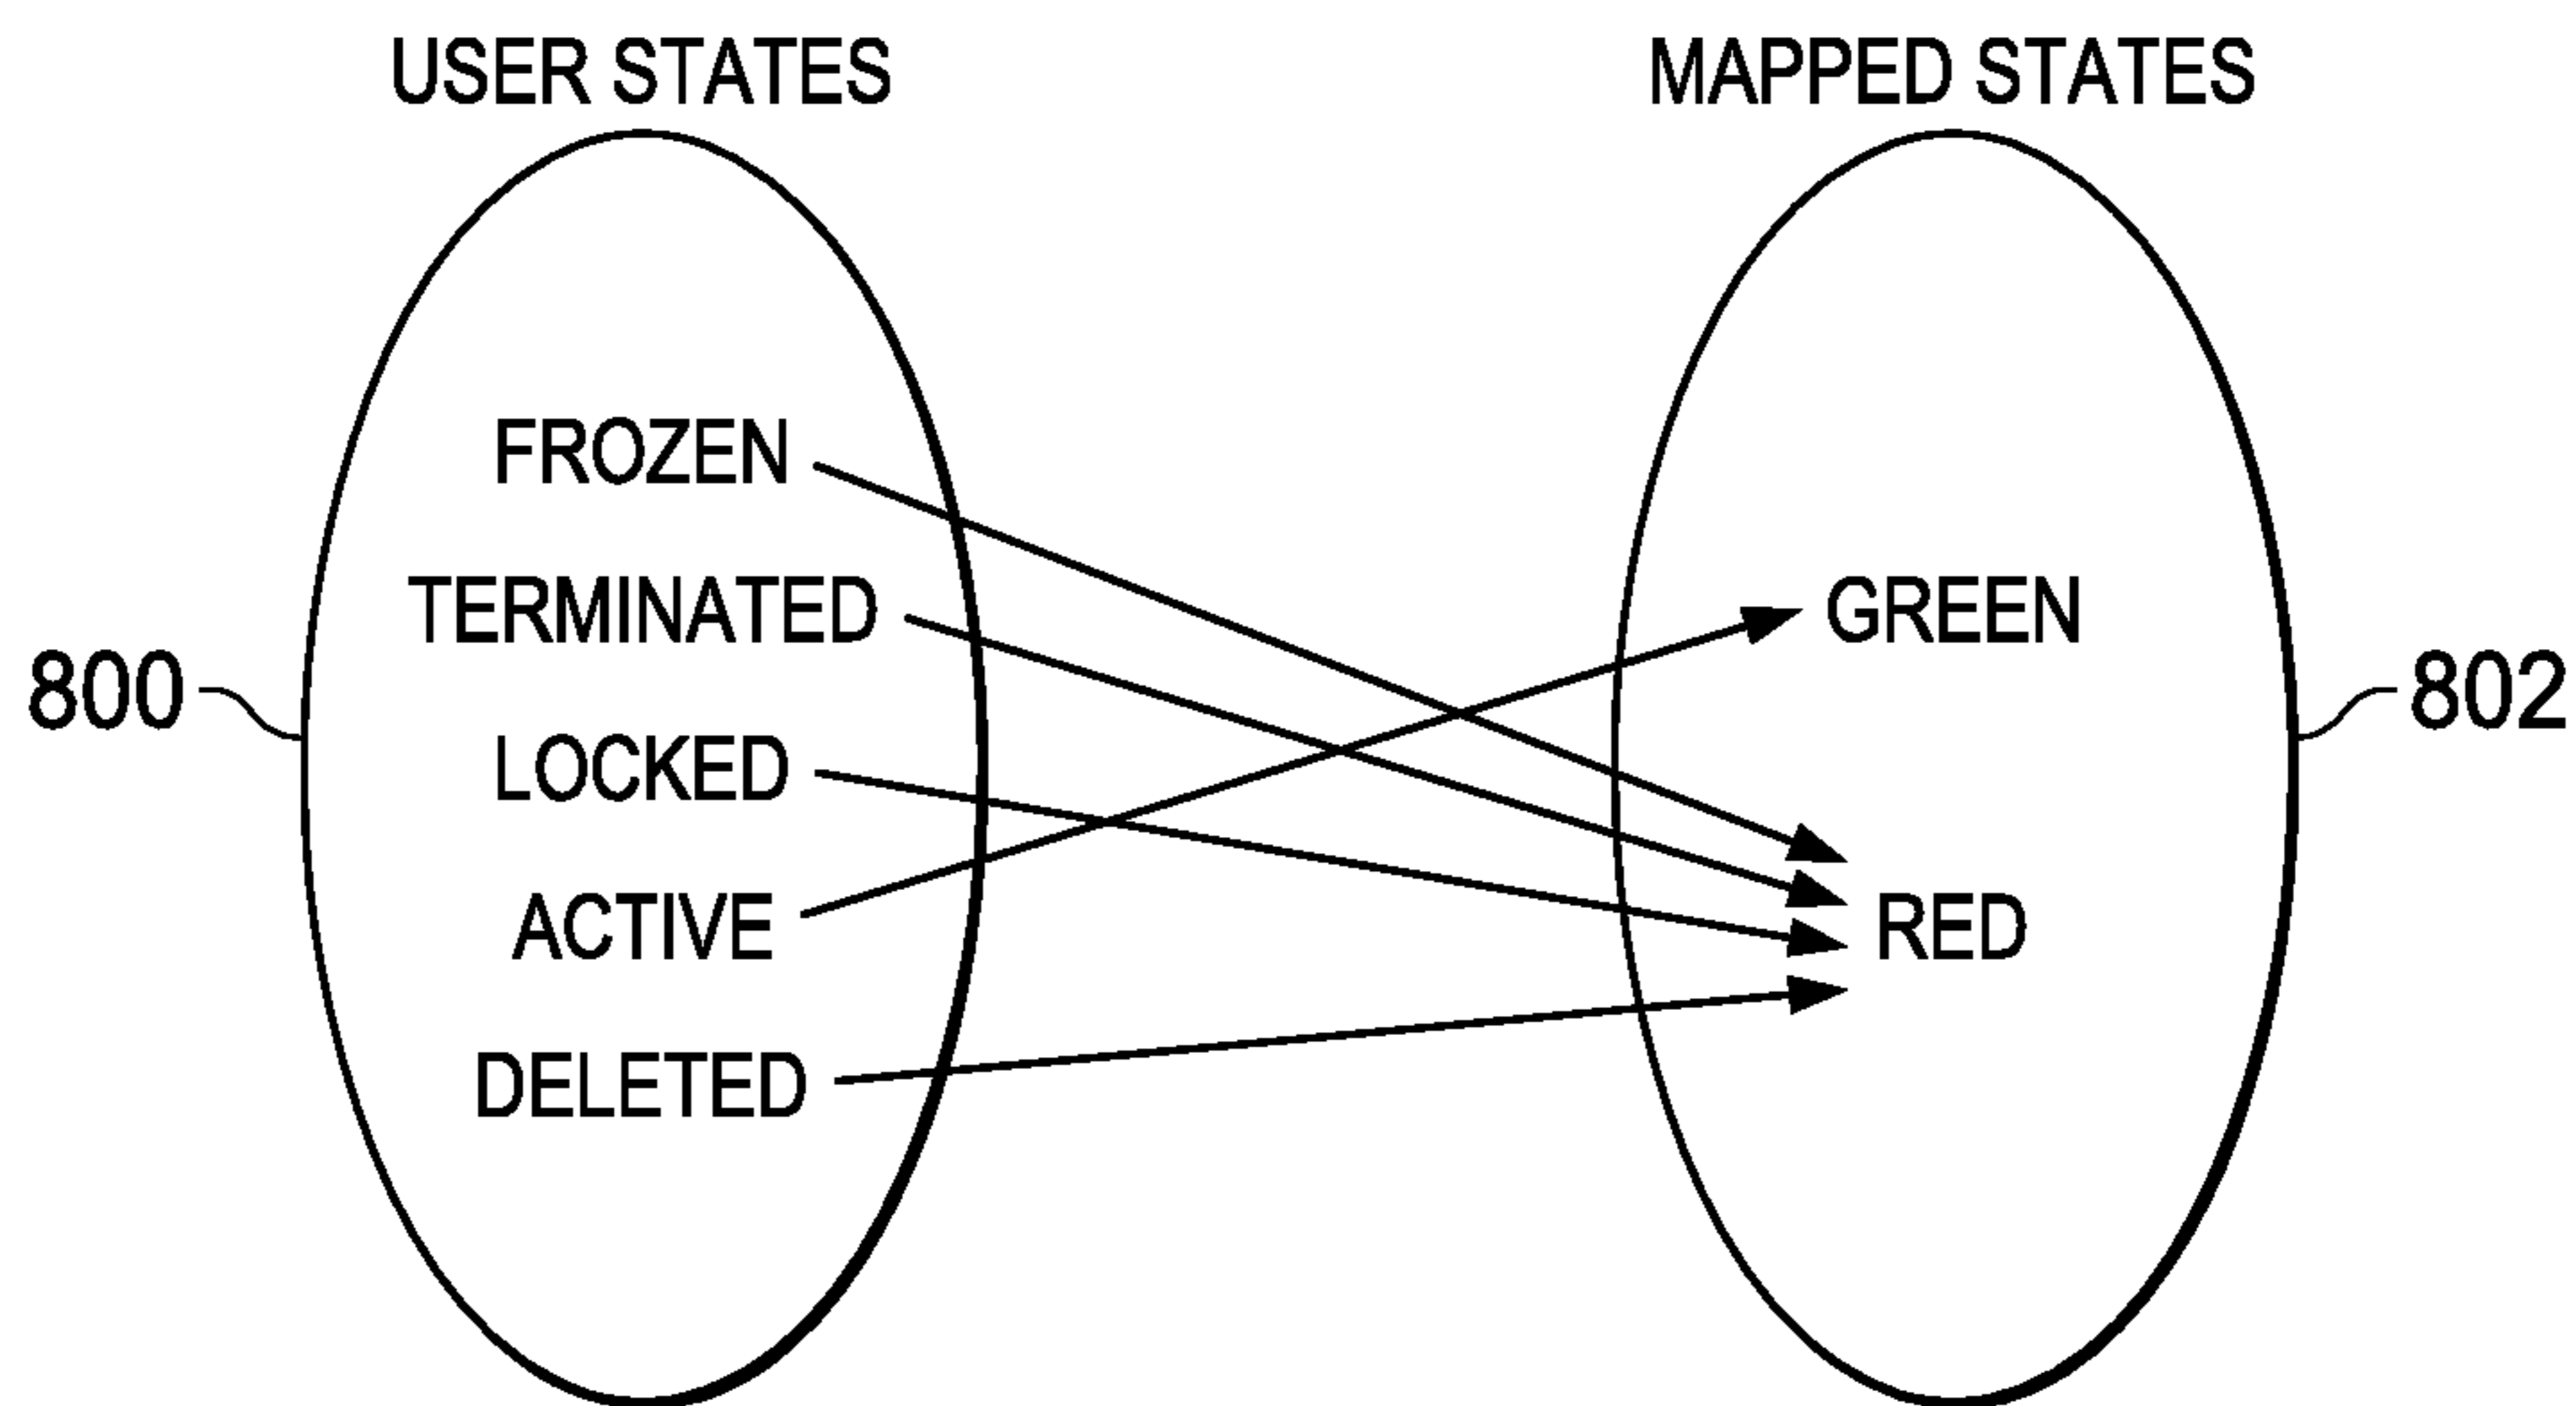 USER STATES
MAPPED STATES
FROZEN
TERMINATED
GREEN
800
802
LOCKED
ACTIVE
RED
DELETED